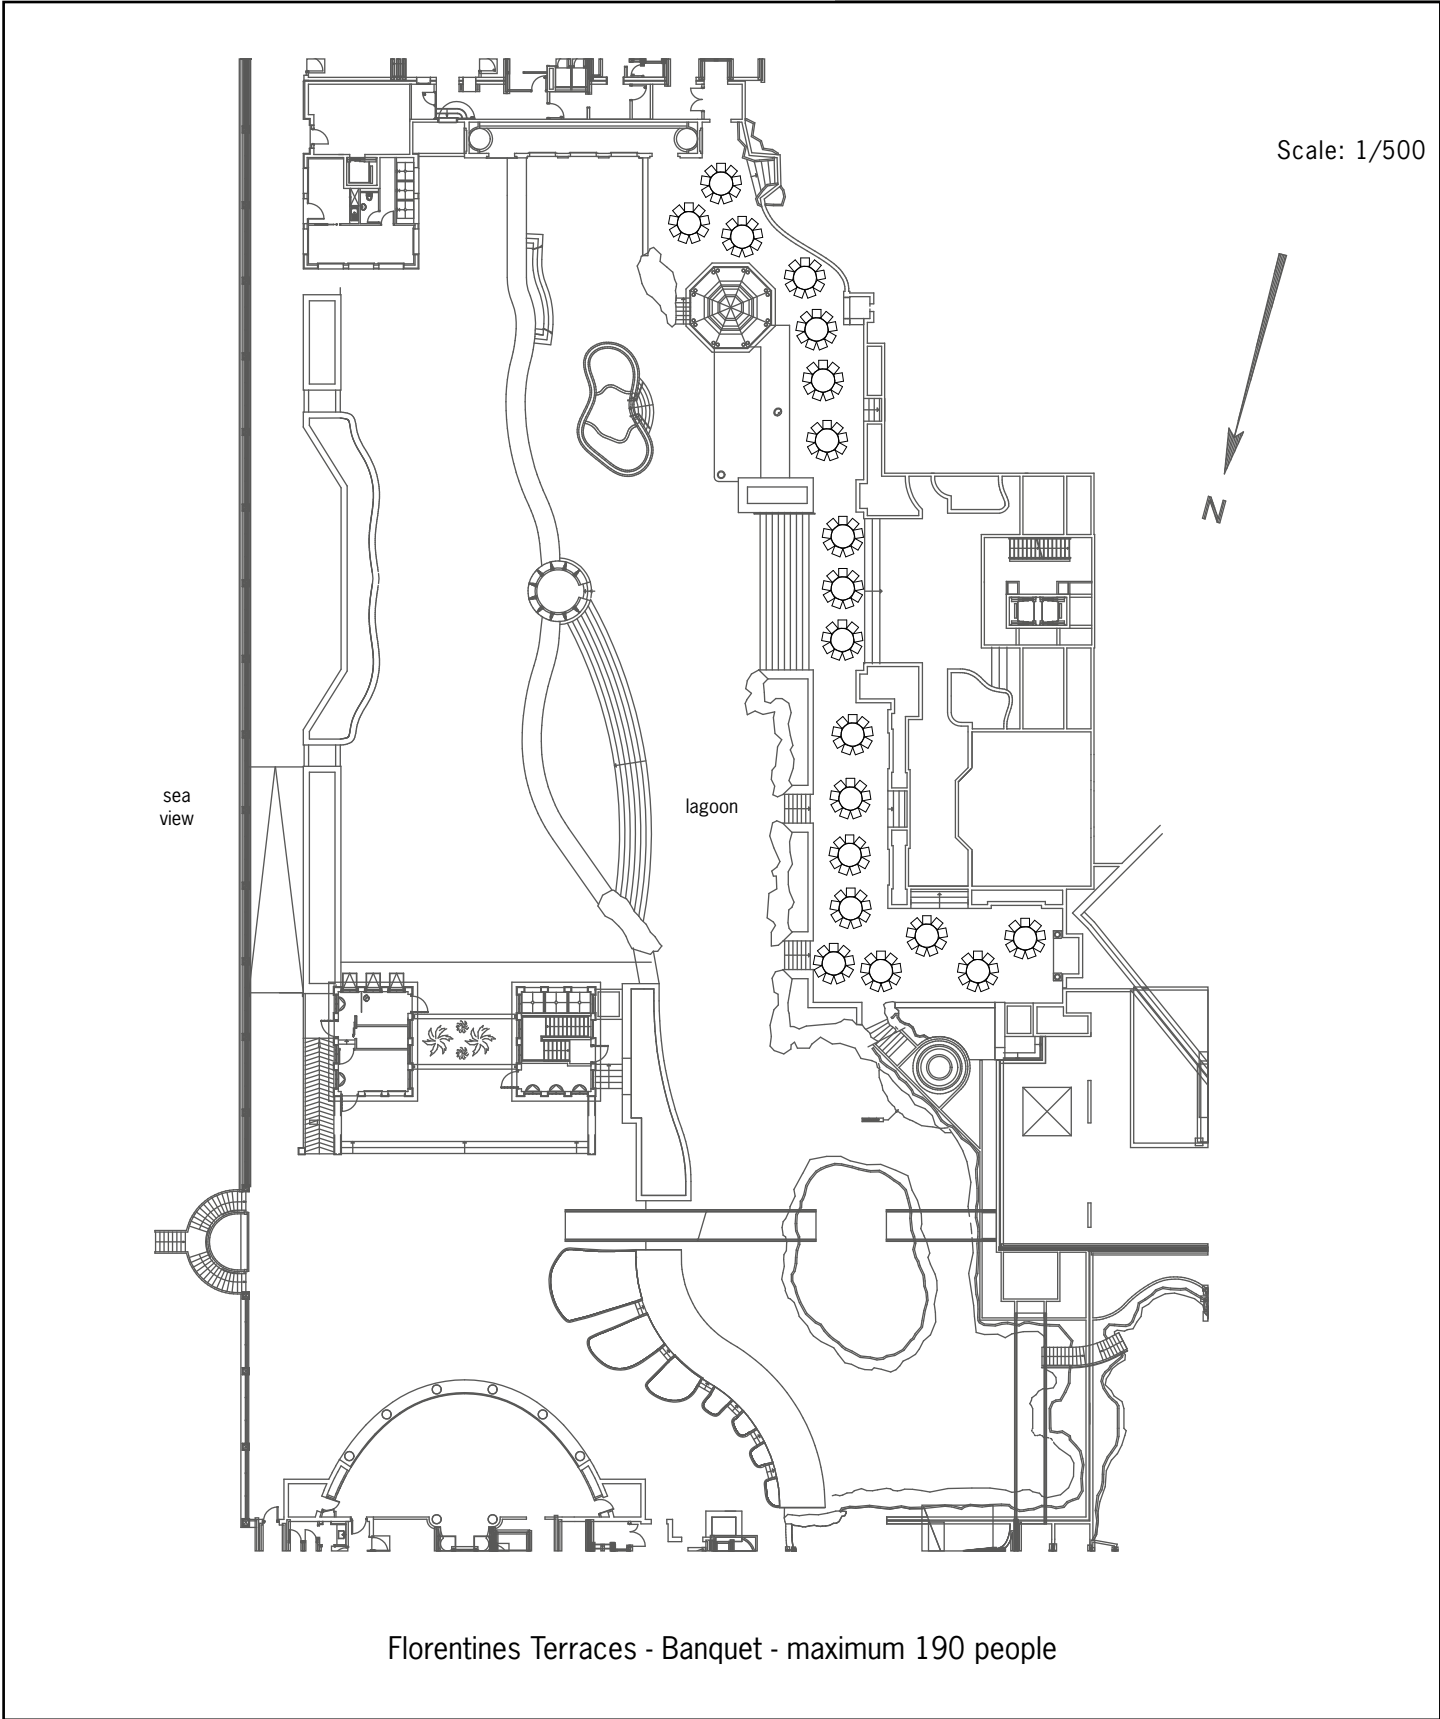 Scale: 1/500
N
sea
view
lagoon
Florentines Terraces - Banquet - maximum 190 people